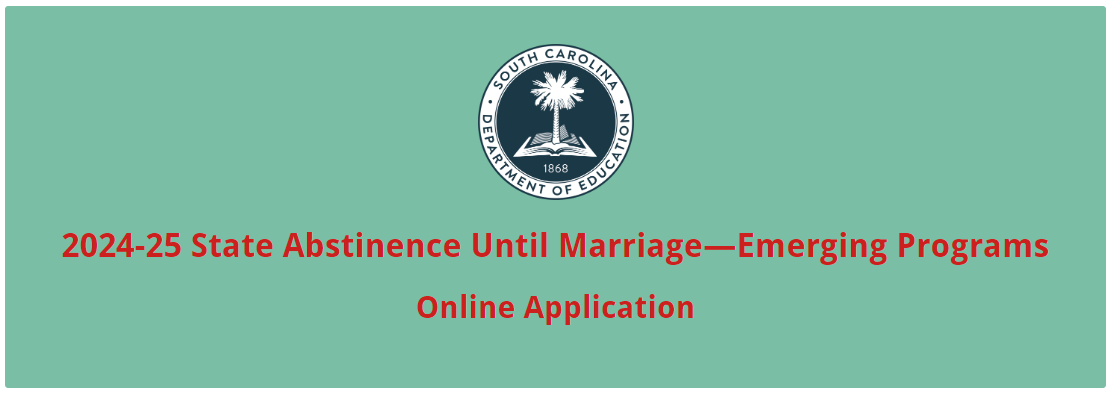 SOUTH CAROLINA
DEPARTMENT OF EDUCATION
1868
2024-25 State Abstinence Until Marriage—Emerging Programs
Online Application